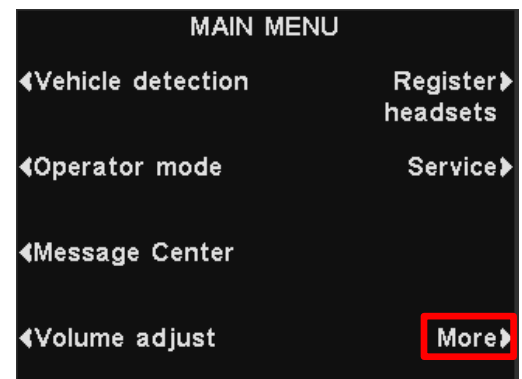 MAIN MENU
Vehicle detection
Register
headsets
Operator mode
Service
Message Center
Volume adjust
More